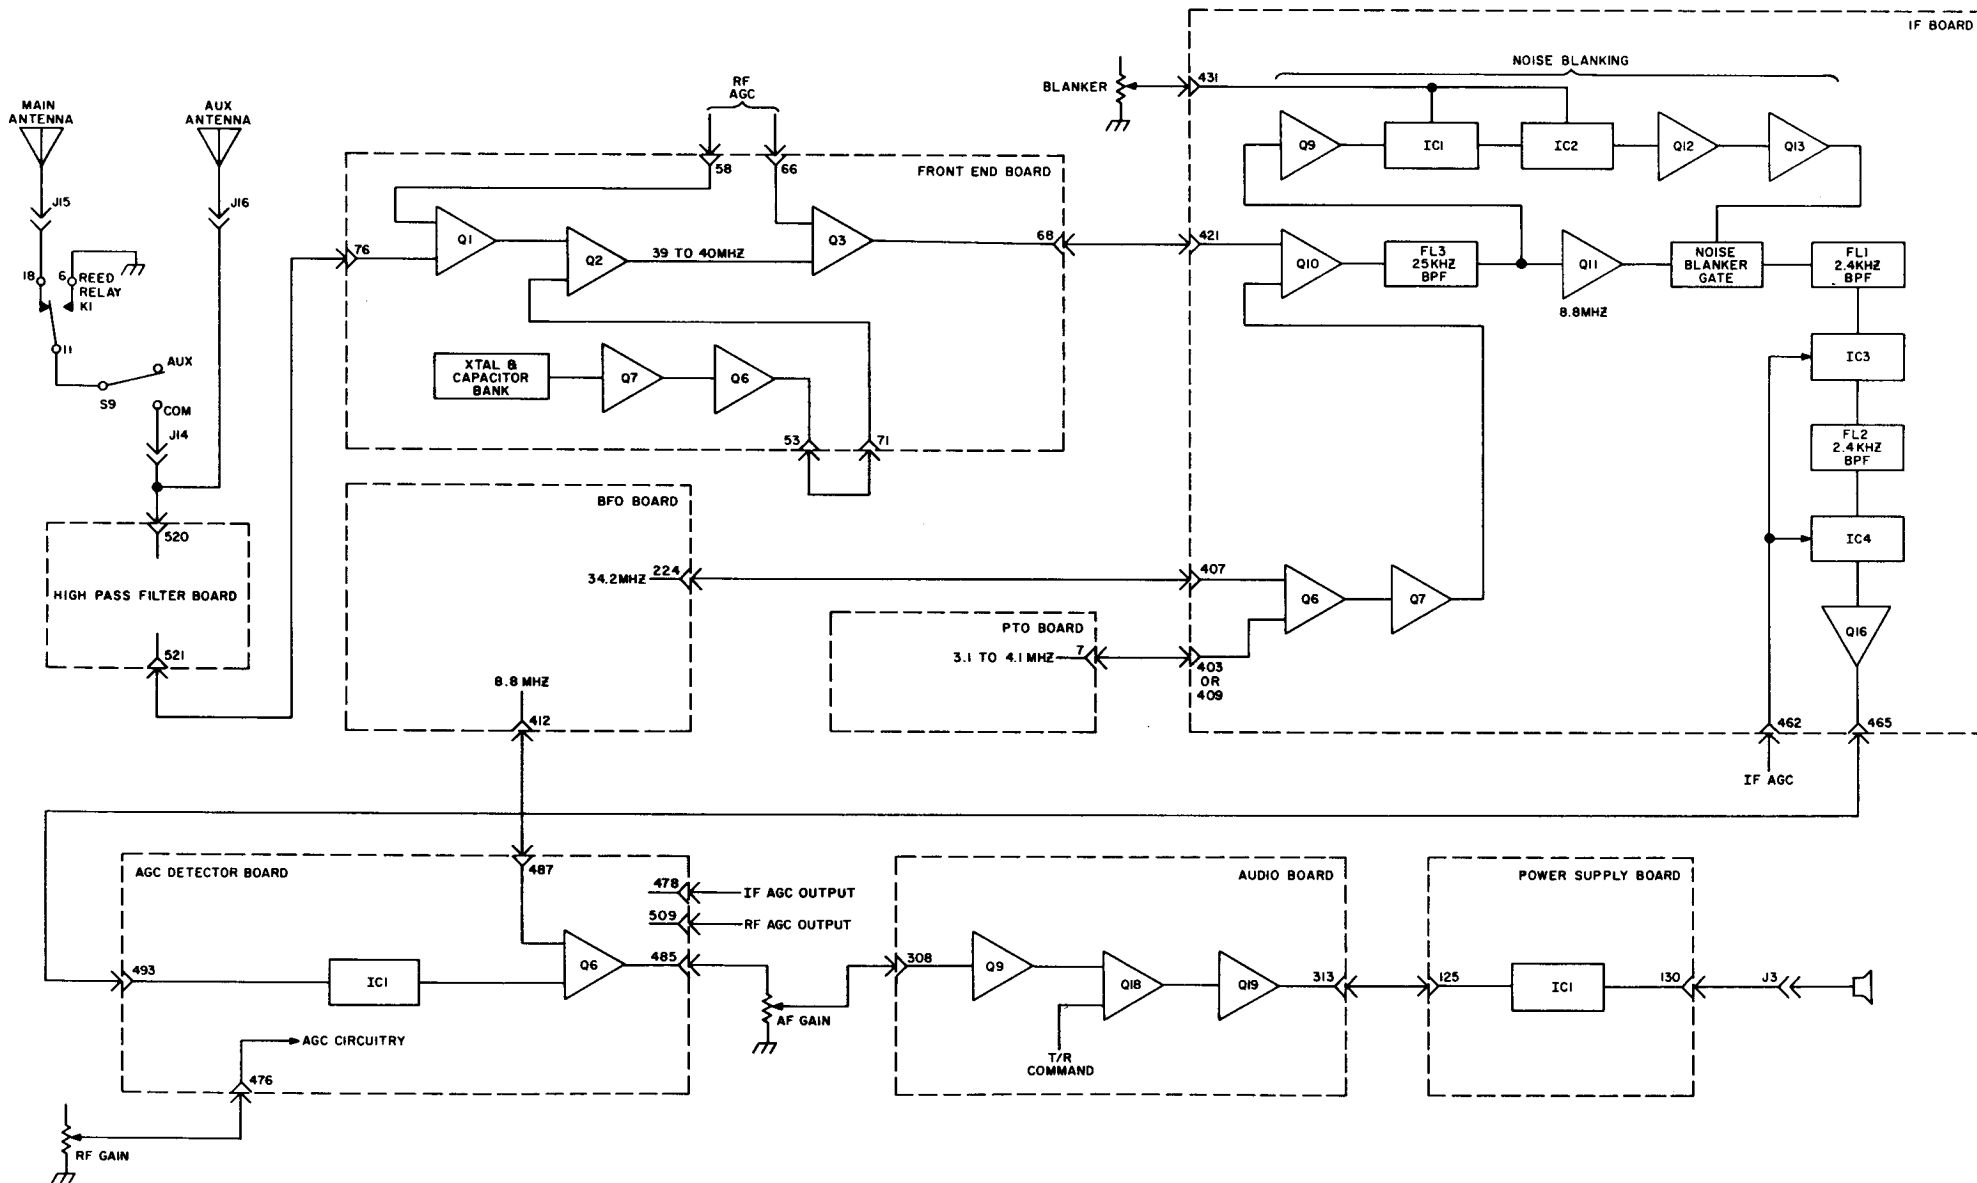 IF BOARD
NOISE BLANKING
BLANKER
431
Q9
IC1
IC2
Q12
Q13
MAIN
ANTENNA
AUX
ANTENNA
RF
AGC
J15
J16
58
66
FRONT END BOARD
76
Q1
Q2
39 TO 40MHZ
Q3
68
421
Q10
FL3
25KHZ
BPF
Q11
8.8MHZ
NOISE
BLANKER
GATE
FL1
2.4KHZ
BPF
18
6
REED
RELAY
K1
11
AUX
S9
COM
J14
XTAL &
CAPACITOR
BANK
Q7
Q6
53
71
IC3
FL2
2.4KHZ
BPF
IC4
Q16
520
HIGH PASS FILTER BOARD
521
BFO BOARD
34.2MHZ
224
407
Q6
Q7
PTO BOARD
3.1 TO 4.1MHZ
7
403
OR
409
8.8MHZ
412
462
465
IF AGC
AGC DETECTOR BOARD
487
478
IF AGC OUTPUT
509
RF AGC OUTPUT
485
493
IC1
Q6
AF GAIN
AGC CIRCUITRY
476
RF GAIN
AUDIO BOARD
308
Q9
Q18
Q19
313
T/R
COMMAND
POWER SUPPLY BOARD
125
IC1
130
J3